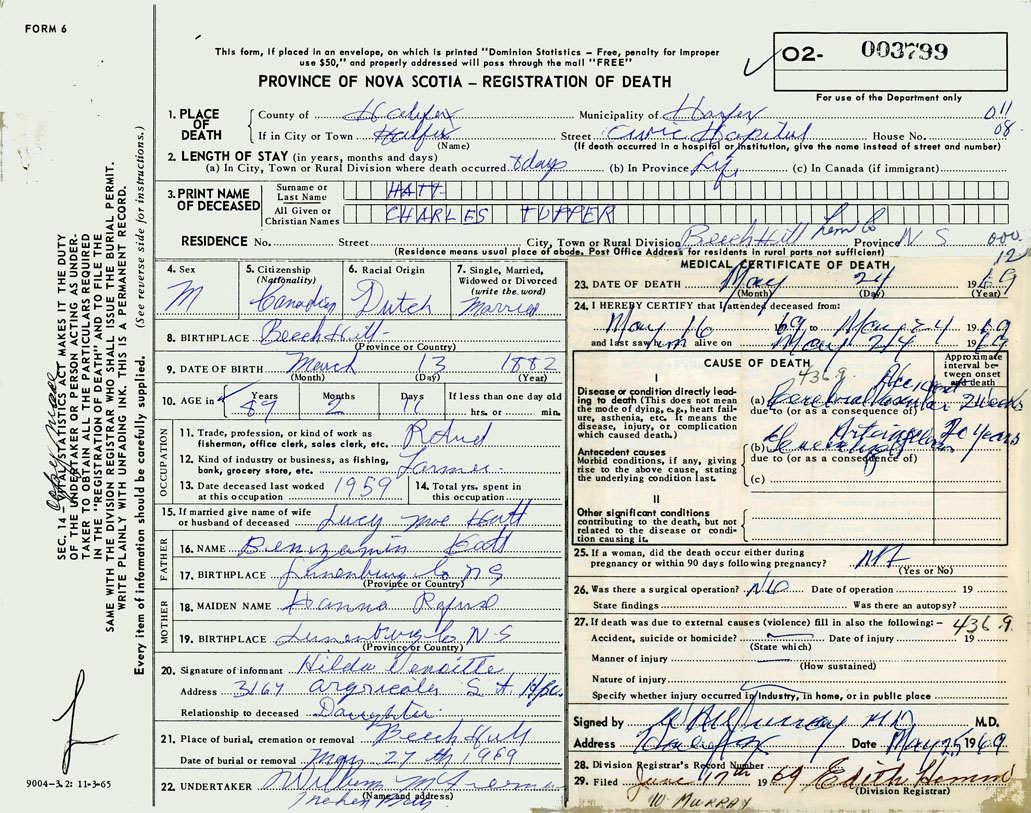 FORM 6
This form, if placed in an envelope, on which is printed "Dominion Statistics – Free, penalty for improper
use $50," and properly addressed will pass through the mail "FREE"
O2- 003799
PROVINCE OF NOVA SCOTIA – REGISTRATION OF DEATH
For use of the Department only
1. PLACE OF DEATH
County of Halifax Municipality of Halifax 011
If in City or Town Halifax Street Civic Hospital House No. 08
(Name) (If death occurred in a hospital or institution, give the name instead of street and number)
2. LENGTH OF STAY (in years, months and days)
(a) In City, Town or Rural Division where death occurred 8 days (b) In Province Life (c) In Canada (if immigrant)
3. PRINT NAME OF DECEASED
Surname or Last Name HATT
All Given or Christian Names CHARLES TUPPER
RESIDENCE No. Street City, Town or Rural Division Beech Hill Lun Co Province N S 000
(Residence means usual place of abode. Post Office Address for residents in rural parts not sufficient) 12
4. Sex M
5. Citizenship (Nationality) Canadian
6. Racial Origin Dutch
7. Single, Married, Widowed or Divorced (write the word) Married
8. BIRTHPLACE Beech Hill
(Province or Country)
9. DATE OF BIRTH March 13 1882
(Month) (Day) (Year)
10. AGE in Years 87 Months 2 Days 11 If less than one day old
hrs. or min.
OCCUPATION
11. Trade, profession, or kind of work as
fisherman, office clerk, sales clerk, etc.
12. Kind of industry or business, as fishing,
bank, grocery store, etc. Farmer
13. Date deceased last worked at this occupation 1959
14. Total yrs. spent in this occupation
15. If married give name of wife
or husband of deceased Lucy Mae Hatt
FATHER
16. NAME Benjamin Hatt
17. BIRTHPLACE Lunenburg Co N S
(Province or Country)
MOTHER
18. MAIDEN NAME Hanna
19. BIRTHPLACE Lunenburg Co N S
(Province or Country)
20. Signature of informant Hilda
Address 3167
Relationship to deceased Daughter
21. Place of burial, cremation or removal Beech Hill
Date of burial or removal May 27 th 1969
22. UNDERTAKER William
(Name and address)
MEDICAL CERTIFICATE OF DEATH
23. DATE OF DEATH May 24 1969
(Month) (Day) (Year)
24. I HEREBY CERTIFY that I attended deceased from:
May 16 69 to May 24 1969
and last saw him alive on May 24 1969
CAUSE OF DEATH
Approximate interval between onset and death
436.9
I
Disease or condition directly leading to death (This does not mean the mode of dying, e.g., heart failure, asthenia, etc. It means the disease, injury, or complication which caused death.)
(a) Cerebral Vascular Accident 2 weeks
due to (or as a consequence of)
Antecedent causes
Morbid conditions, if any, giving rise to the above cause, stating the underlying condition last.
(b) 20 years
due to (or as a consequence of)
(c)
II
Other significant conditions contributing to the death, but not related to the disease or condition causing it.
25. If a woman, did the death occur either during
pregnancy or within 90 days following pregnancy?
(Yes or No)
26. Was there a surgical operation? No Date of operation 19
State findings Was there an autopsy?
27. If death was due to external causes (violence) fill in also the following:– 436.9.
Accident, suicide or homicide? Date of injury 19
(State which)
Manner of injury
(How sustained)
Nature of injury
Specify whether injury occurred in Industry, in home, or in public place
Signed by Murray M.D. M.D.
Address Halifax Date May 25 1969
28. Division Registrar's Record Number
29. Filed June 17th 1969 Edith
(Division Registrar)
W MURRAY
SEC. 14 – VITAL STATISTICS ACT MAKES IT THE DUTY
OF THE UNDERTAKER OR PERSON ACTING AS UNDERTAKER
TO OBTAIN ALL THE PARTICULARS REQUIRED
IN THE "REGISTRATION OF DEATH" AND TO FILE THE
SAME WITH THE DIVISION REGISTRAR WHO SHALL ISSUE THE BURIAL PERMIT.
WRITE PLAINLY WITH UNFADING INK. THIS IS A PERMANENT RECORD.
Every item of information should be carefully supplied. (See reverse side for instructions.)
9004–3.2: 11-3-65